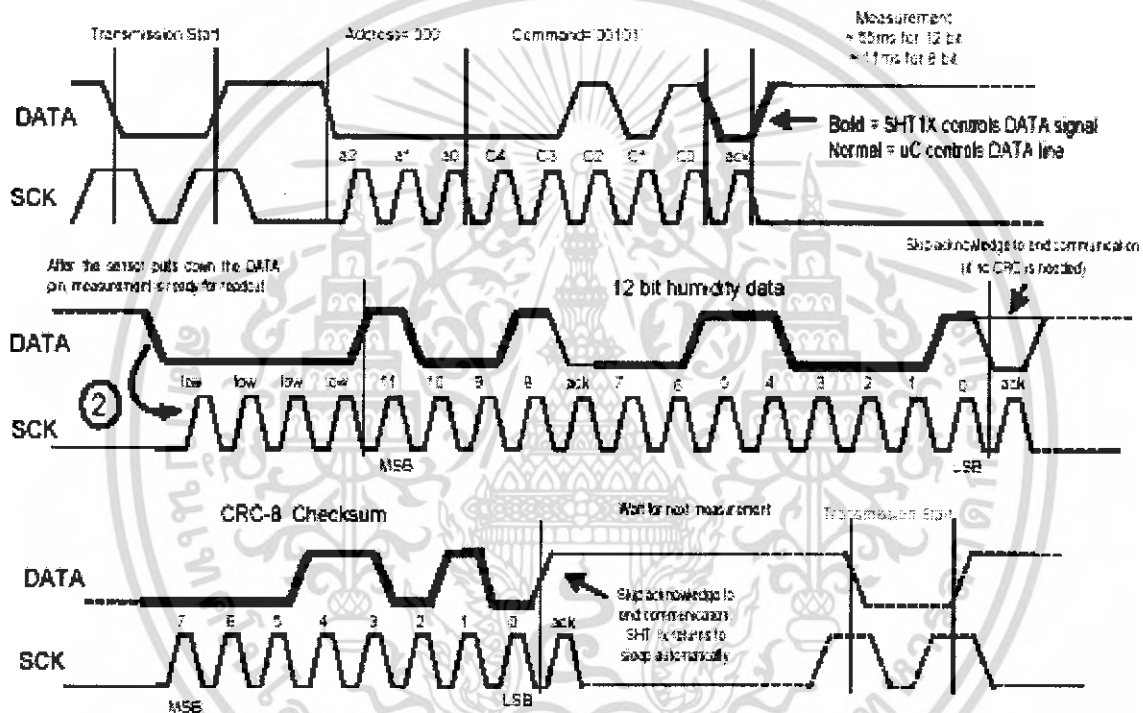 Transmission Start
Address= 000
Command= 00101
Measurement
≈ 55ms for 12 bit
≈ 11ms for 8 bit
DATA
Bold = SHT1X controls DATA signal
Normal = uC controls DATA line
a2 a1 a0 C4 C3 C2 C1 C0 ack
SCK
After the sensor pulls down the DATA
pin, measurement is ready for readout
12 bit humidity data
Skip acknowledge to end communication
(if no CRC is needed)
DATA
low low low low 11 10 9 8 ack 7 6 5 4 3 2 1 0 ack
2
SCK
MSB
LSB
CRC-8 Checksum
Wait for next measurement
Transmission Start
DATA
Skip acknowledge to
end communication.
SHT1x returns to
sleep automatically
7 6 5 4 3 2 1 0 ack
SCK
MSB
LSB